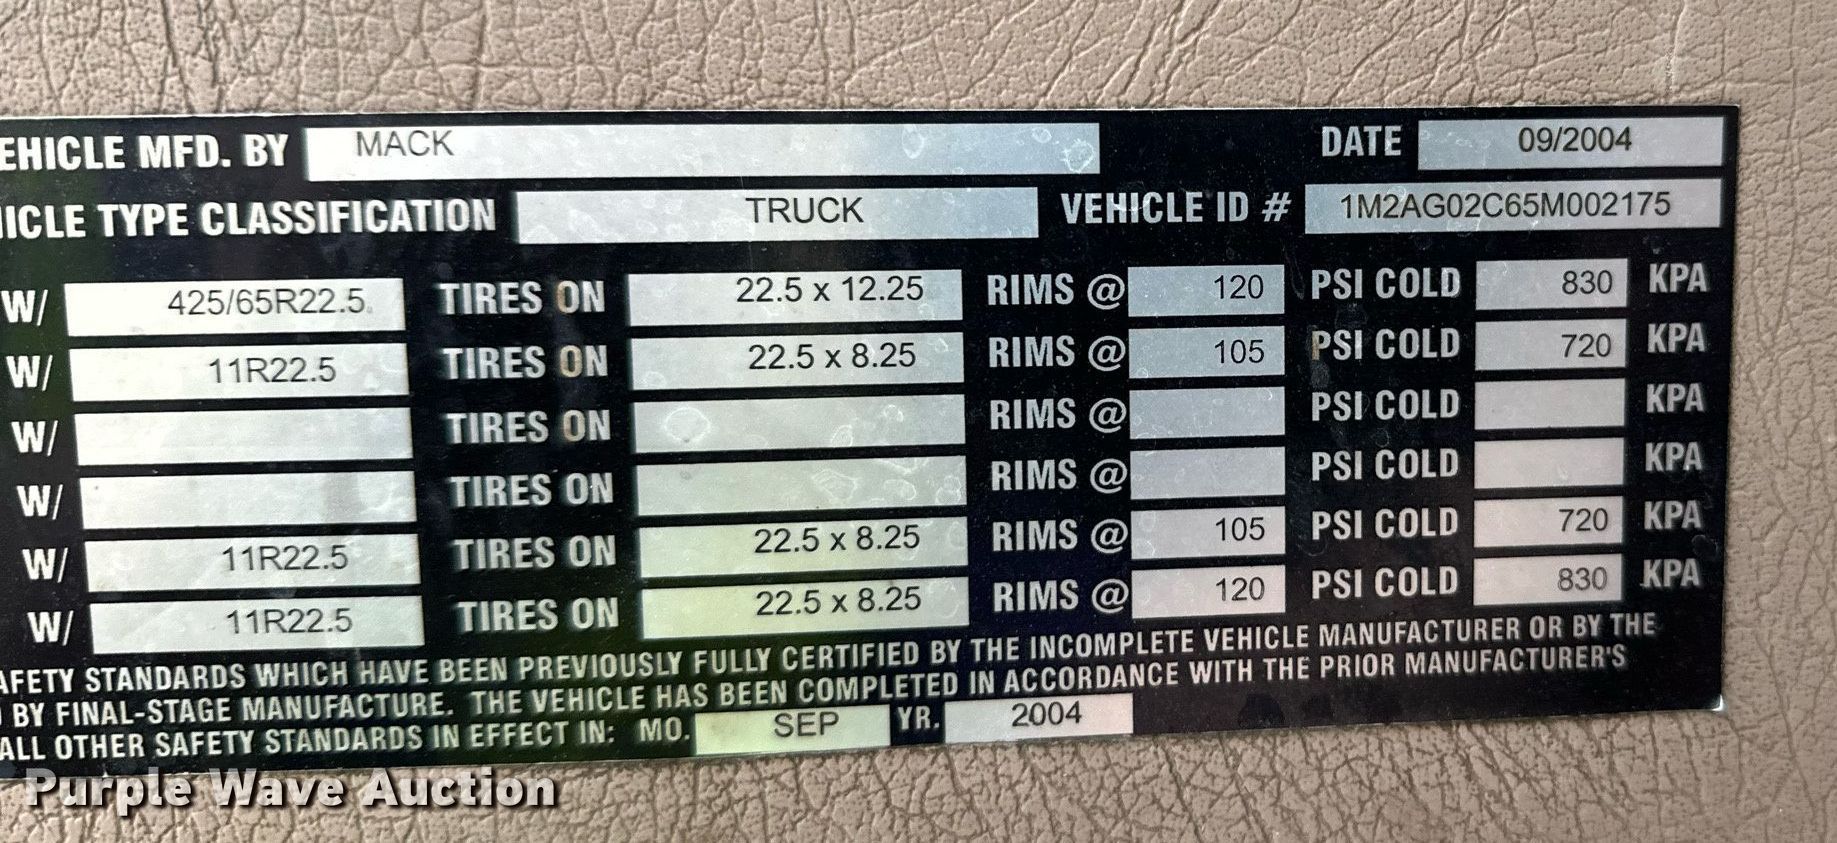 EHICLE MFD. BY MACK DATE 09/2004
ICLE TYPE CLASSIFICATION TRUCK VEHICLE ID # 1M2AG02C65M002175
W/ 425/65R22.5 TIRES ON 22.5 x 12.25 RIMS @ 120 PSI COLD 830 KPA
W/ 11R22.5 TIRES ON 22.5 x 8.25 RIMS @ 105 PSI COLD 720 KPA
W/ TIRES ON RIMS @ PSI COLD KPA
W/ TIRES ON RIMS @ PSI COLD KPA
W/ 11R22.5 TIRES ON 22.5 x 8.25 RIMS @ 105 PSI COLD 720 KPA
W/ 11R22.5 TIRES ON 22.5 x 8.25 RIMS @ 120 PSI COLD 830 KPA
AFETY STANDARDS WHICH HAVE BEEN PREVIOUSLY FULLY CERTIFIED BY THE INCOMPLETE VEHICLE MANUFACTURER OR BY THE
BY FINAL-STAGE MANUFACTURE. THE VEHICLE HAS BEEN COMPLETED IN ACCORDANCE WITH THE PRIOR MANUFACTURER'S
ALL OTHER SAFETY STANDARDS IN EFFECT IN: MO. SEP YR. 2004
Purple Wave Auction